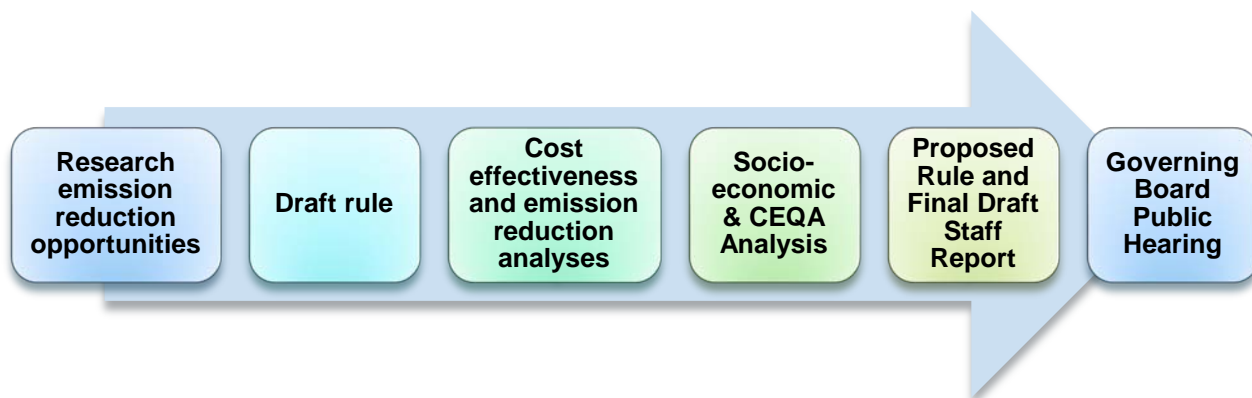 Research
emission
reduction
opportunities
Draft rule
Cost
effectiveness
and emission
reduction
analyses
Socio-
economic
& CEQA
Analysis
Proposed
Rule and
Final Draft
Staff
Report
Governing
Board
Public
Hearing